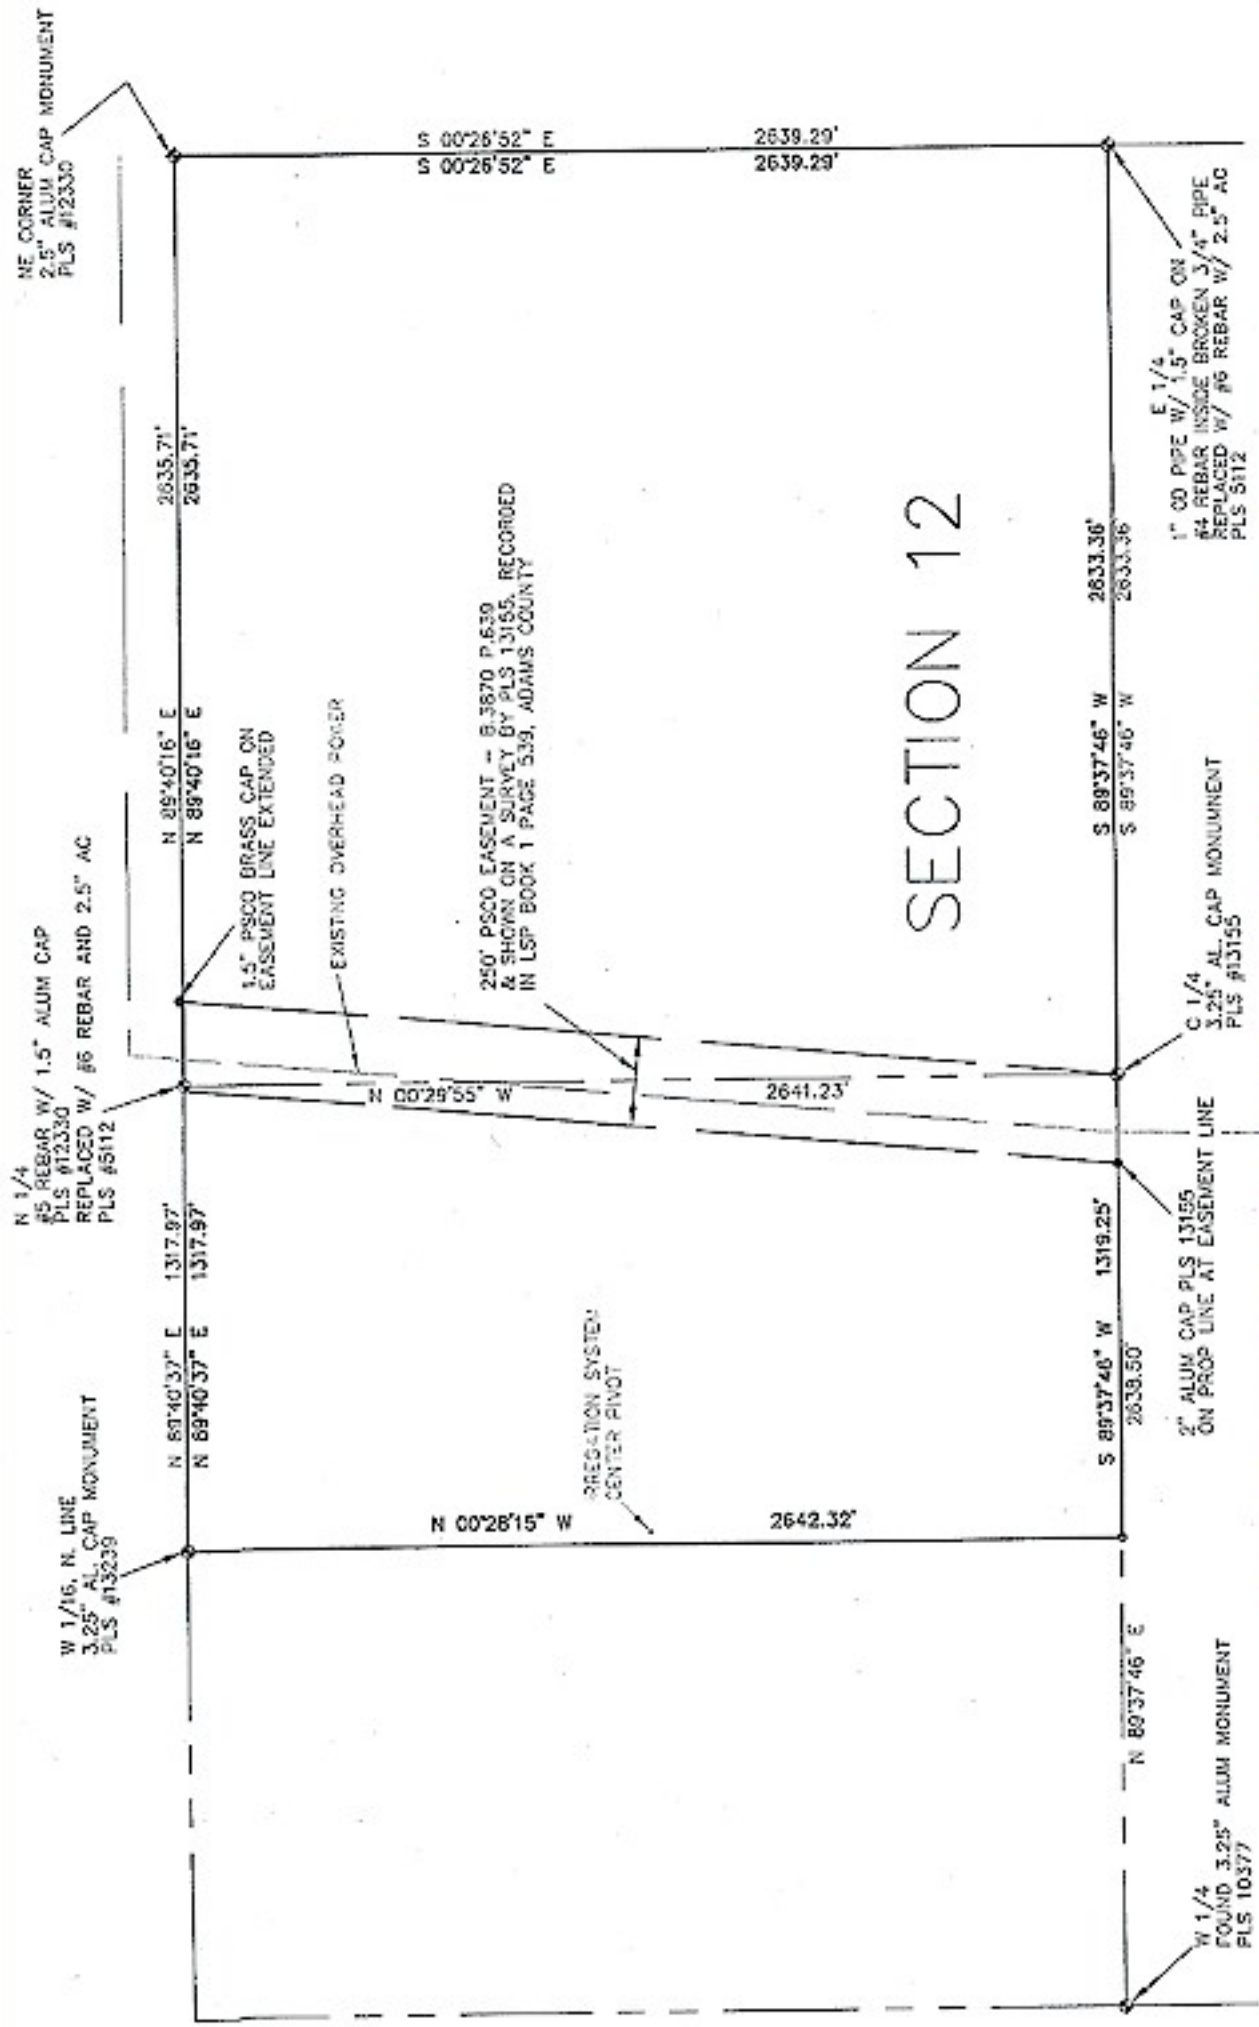 NE CORNER
2.5" ALUM CAP MONUMENT
PLS #12330
N 1/4
#5 REBAR W/ 1.5" ALUM CAP
PLS #12330
REPLACED W/ #6 REBAR AND 2.5" AC
PLS #5112
W 1/16, N. LINE
3.25" AL. CAP MONUMENT
PLS #13239
N 89°40'37" E 1317.97'
N 89°40'37" E 1317.97'
N 89°40'16" E 2635.71'
N 89°40'16" E 2635.71'
1.5" PSCO BRASS CAP ON
EASEMENT LINE EXTENDED
EXISTING OVERHEAD POWER
S 00°26'52" E 2639.29'
S 00°26'52" E 2639.29'
N 00°29'55" W 2641.23'
250' PSCO EASEMENT -- B.3870 P.639
& SHOWN ON A SURVEY BY PLS 13155, RECORDED
IN LSP BOOK 1 PAGE 539, ADAMS COUNTY
IRREGATION SYSTEM
CENTER PIVOT
N 00°28'15" W 2642.32'
SECTION 12
S 89°37'46" W 1319.25'
2638.50'
S 89°37'46" W 2633.36'
S 89°37'46" W 2633.36'
N 89°37'46" E
W 1/4
FOUND 3.25" ALUM MONUMENT
PLS 10377
2" ALUM CAP PLS 13155
ON PROP LINE AT EASEMENT LINE
C 1/4
3.25" AL. CAP MONUMNENT
PLS #13155
E 1/4
1" OD PIPE W/ 1.5" CAP ON
#4 REBAR INSIDE BROKEN 3/4" PIPE
REPLACED W/ #6 REBAR W/ 2.5" AC
PLS 5112